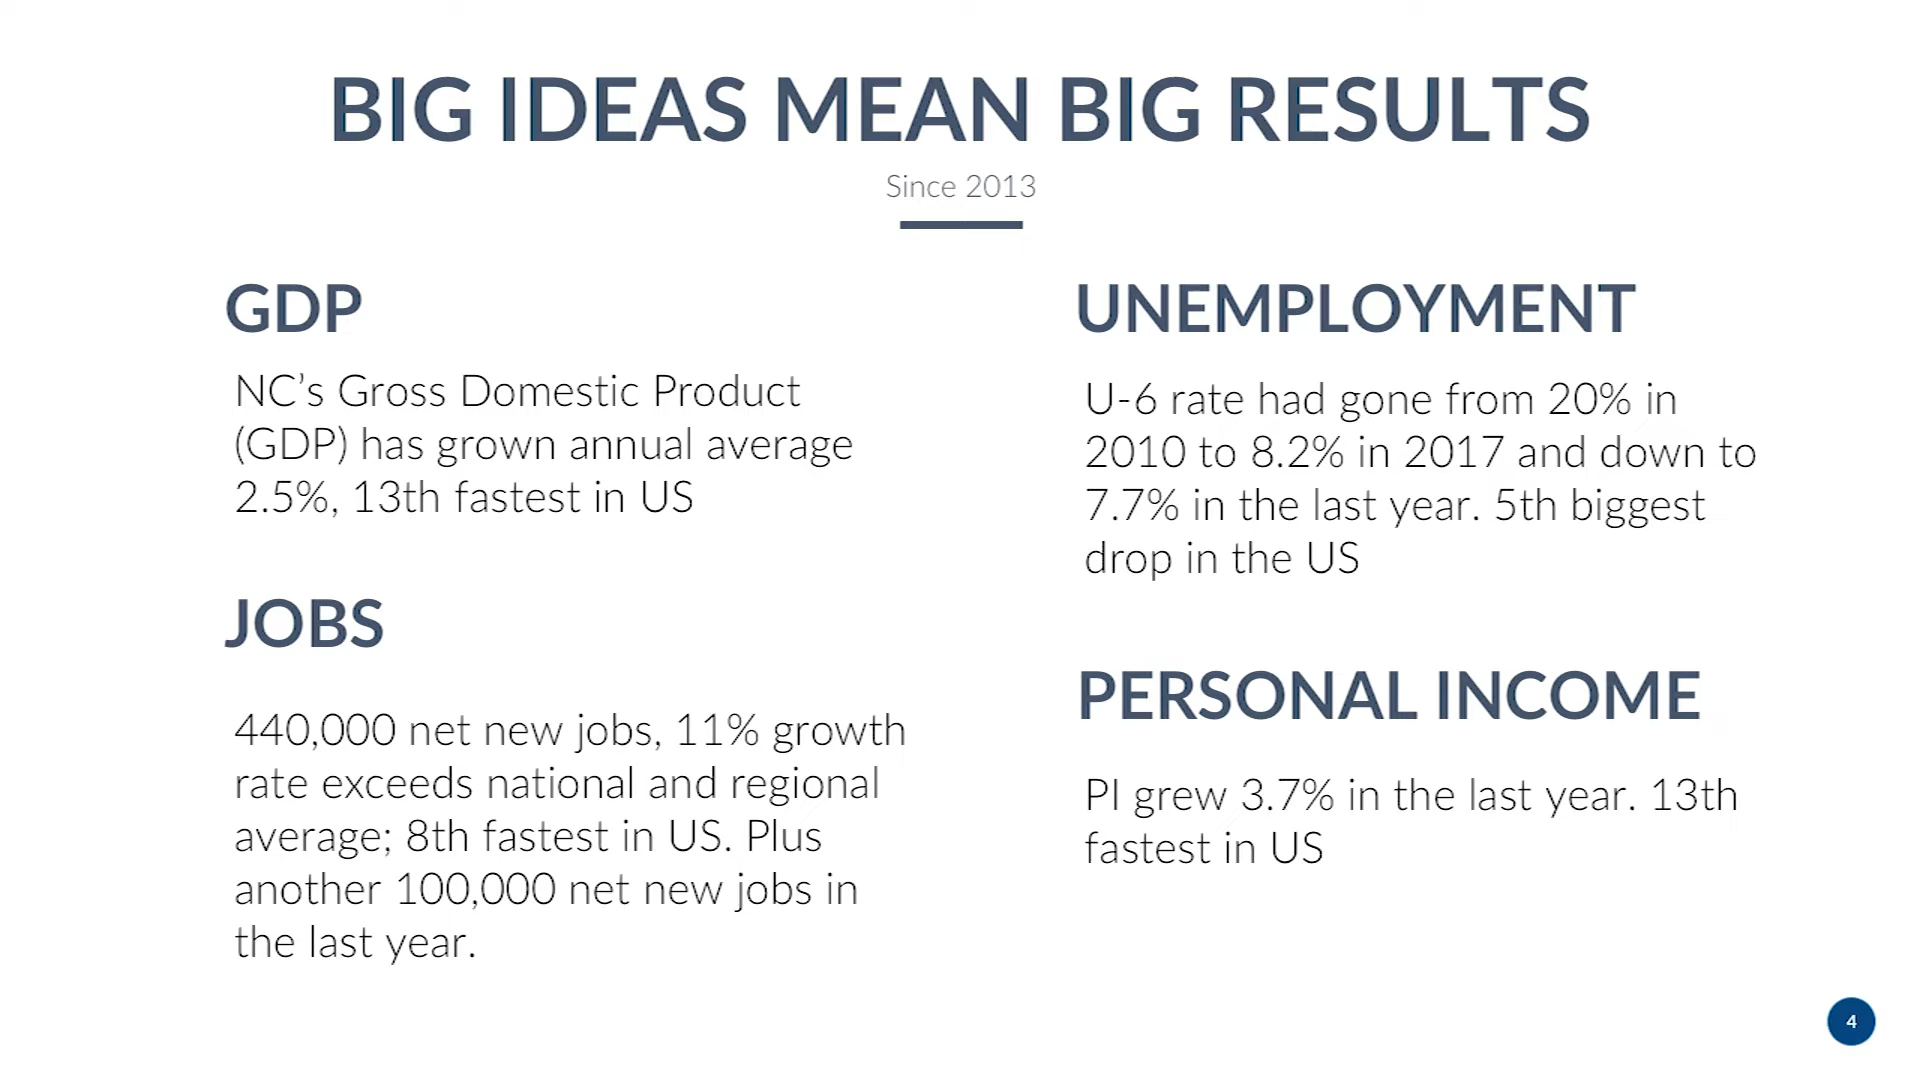 BIG IDEAS MEAN BIG RESULTS
Since 2013
GDP
NC’s Gross Domestic Product
(GDP) has grown annual average
2.5%, 13th fastest in US
JOBS
440,000 net new jobs, 11% growth
rate exceeds national and regional
average; 8th fastest in US. Plus
another 100,000 net new jobs in
the last year.
UNEMPLOYMENT
U-6 rate had gone from 20% in
2010 to 8.2% in 2017 and down to
7.7% in the last year. 5th biggest
drop in the US
PERSONAL INCOME
PI grew 3.7% in the last year. 13th
fastest in US
4